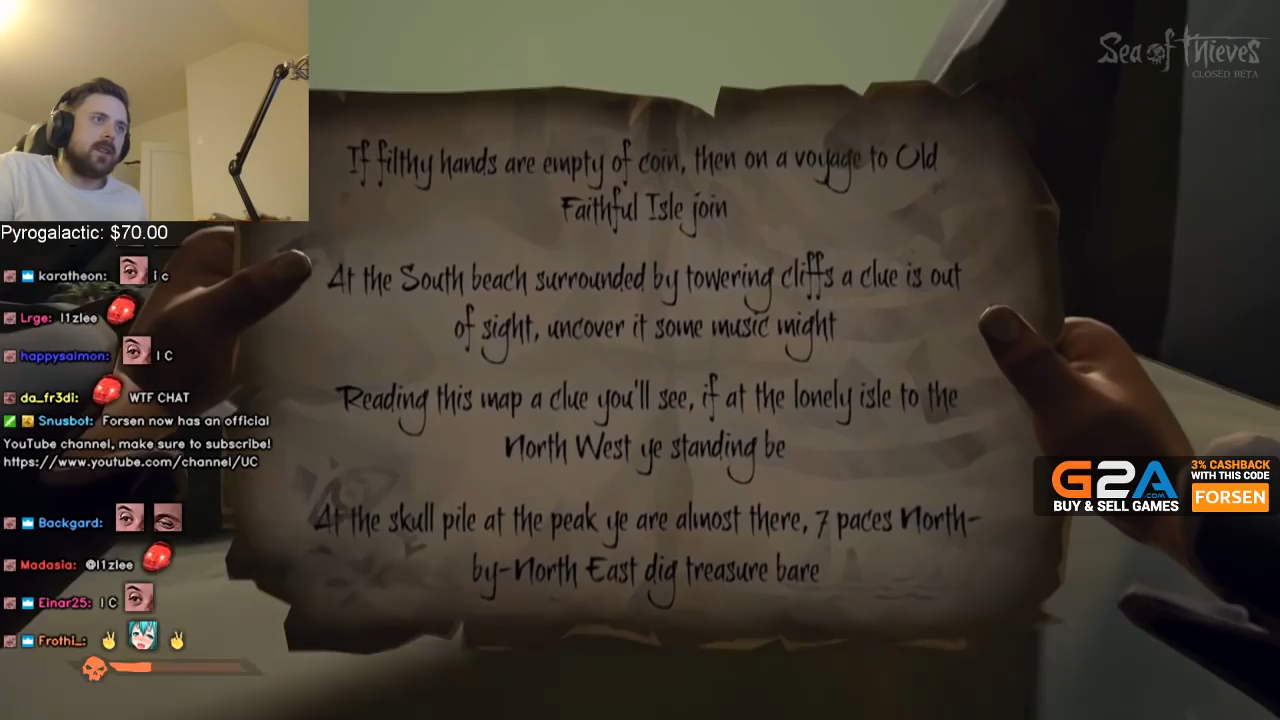 Sea of Thieves
CLOSED BETA
If filthy hands are empty of coin, then on a voyage to Old
Faithful Isle join
At the South beach surrounded by towering cliffs a clue is out
of sight, uncover it some music might
Reading this map a clue you'll see, if at the lonely isle to the
North West ye standing be
At the skull pile at the peak ye are almost there, 7 paces North-
by-North East dig treasure bare
Pyrogalactic: $70.00
karatheon: i c
Lrge: l1zlee
happysalmon: I C
da_fr3di: WTF CHAT
Snusbot: Forsen now has an official
YouTube channel, make sure to subscribe!
https://www.youtube.com/channel/UC
Backgard:
Madasia: @l1zlee
Einar25: I C
Frothi_:
G2A.COM
BUY & SELL GAMES
3% CASHBACK
WITH THIS CODE
FORSEN